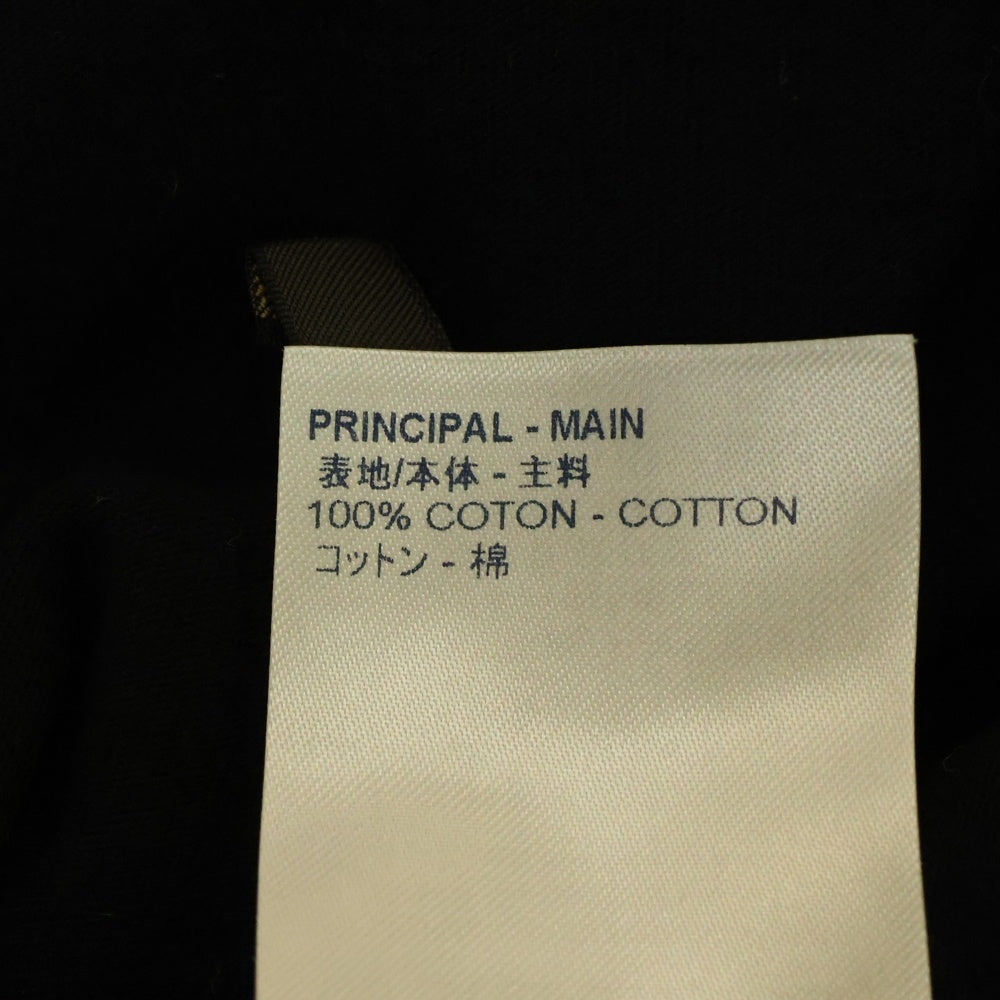 PRINCIPAL - MAIN
表地/本体 - 主料
100% COTON - COTTON
コットン - 棉